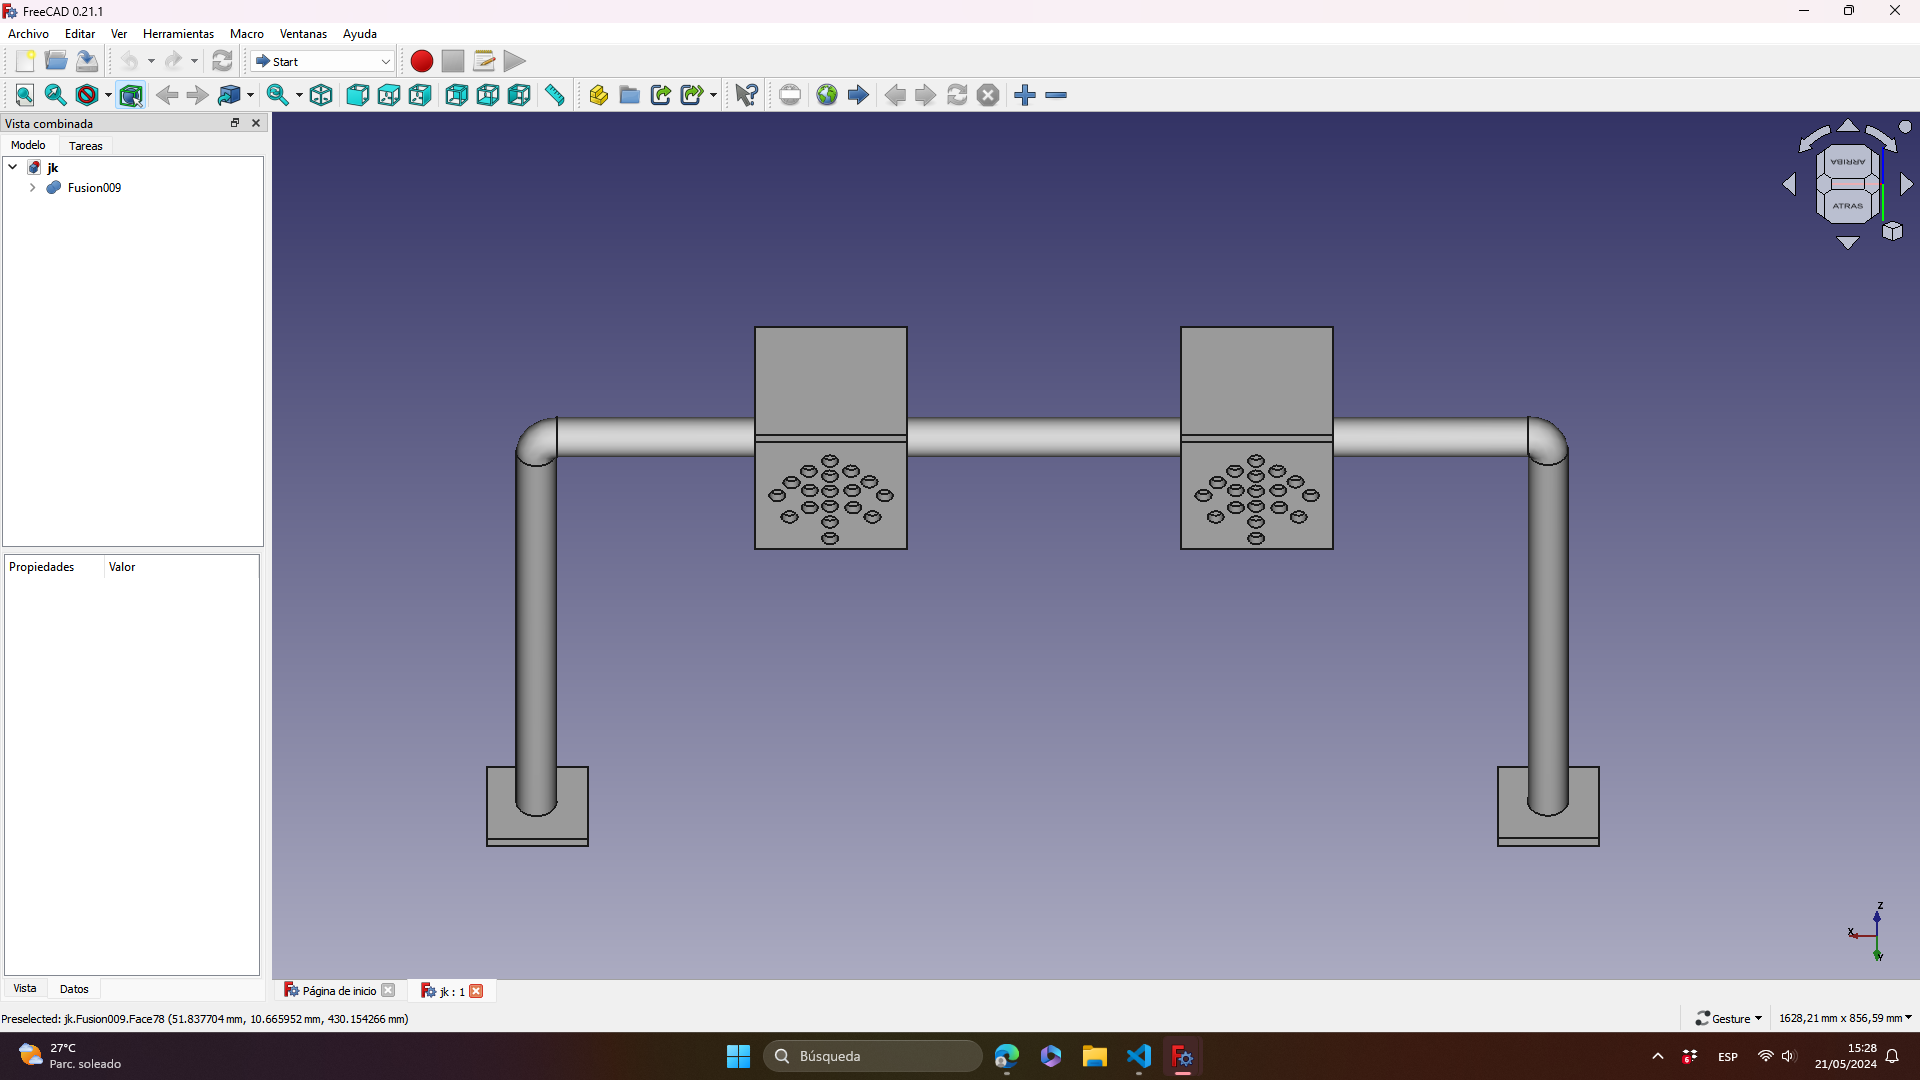 FreeCAD 0.21.1
Archivo Editar Ver Herramientas Macro Ventanas Ayuda
Start
Vista combinada
Modelo Tareas
jk
Fusion009
Propiedades Valor
Vista Datos
ARRIBA
ATRAS
Z
X
Y
Página de inicio jk : 1
Preselected: jk.Fusion009.Face78 (51.837704 mm, 10.665952 mm, 430.154266 mm)
Gesture 1628,21 mm x 856,59 mm
27°C
Parc. soleado
Búsqueda
6
ESP
15:28
21/05/2024